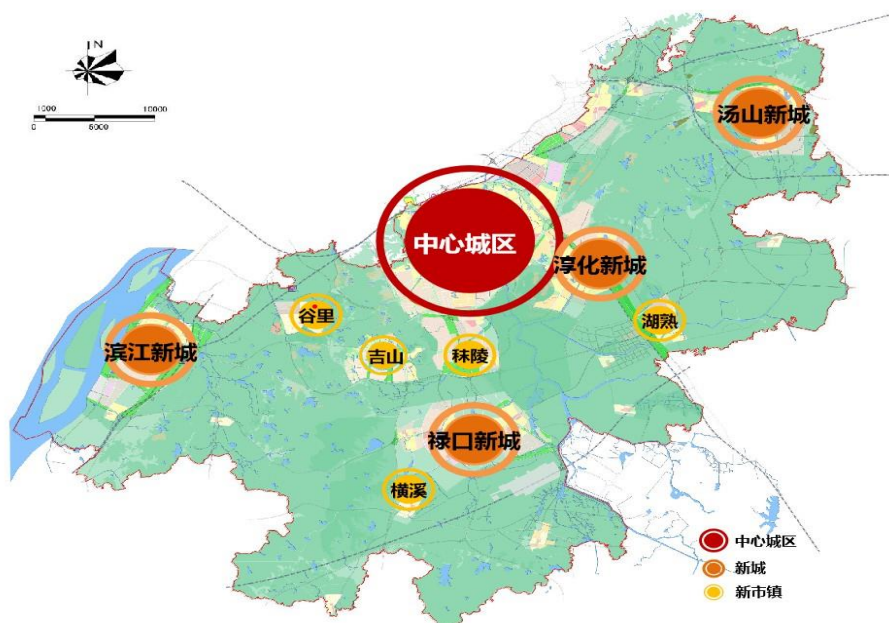 N
1000 10000
0 5000
汤山新城
中心城区
淳化新城
谷里
湖熟
滨江新城
吉山
秣陵
禄口新城
横溪
中心城区
新城
新市镇